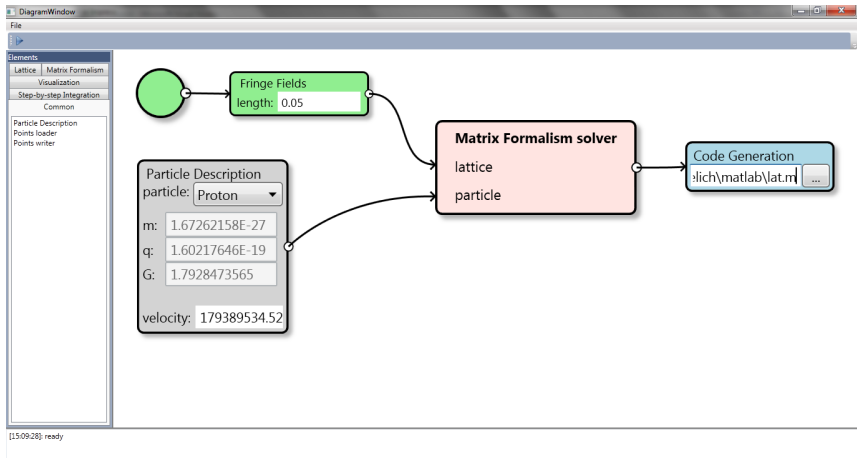 DiagramWindow
File
Elements
Lattice Matrix Formalism
Visualization
Step-by-step Integration
Common
Particle Description
Points loader
Points writer
Fringe Fields
length: 0.05
Particle Description
particle: Proton
m: 1.67262158E-27
q: 1.60217646E-19
G: 1.7928473565
velocity: 179389534.52
Matrix Formalism solver
lattice
particle
Code Generation
elich\matlab\lat.m ...
[15:09:28]: ready